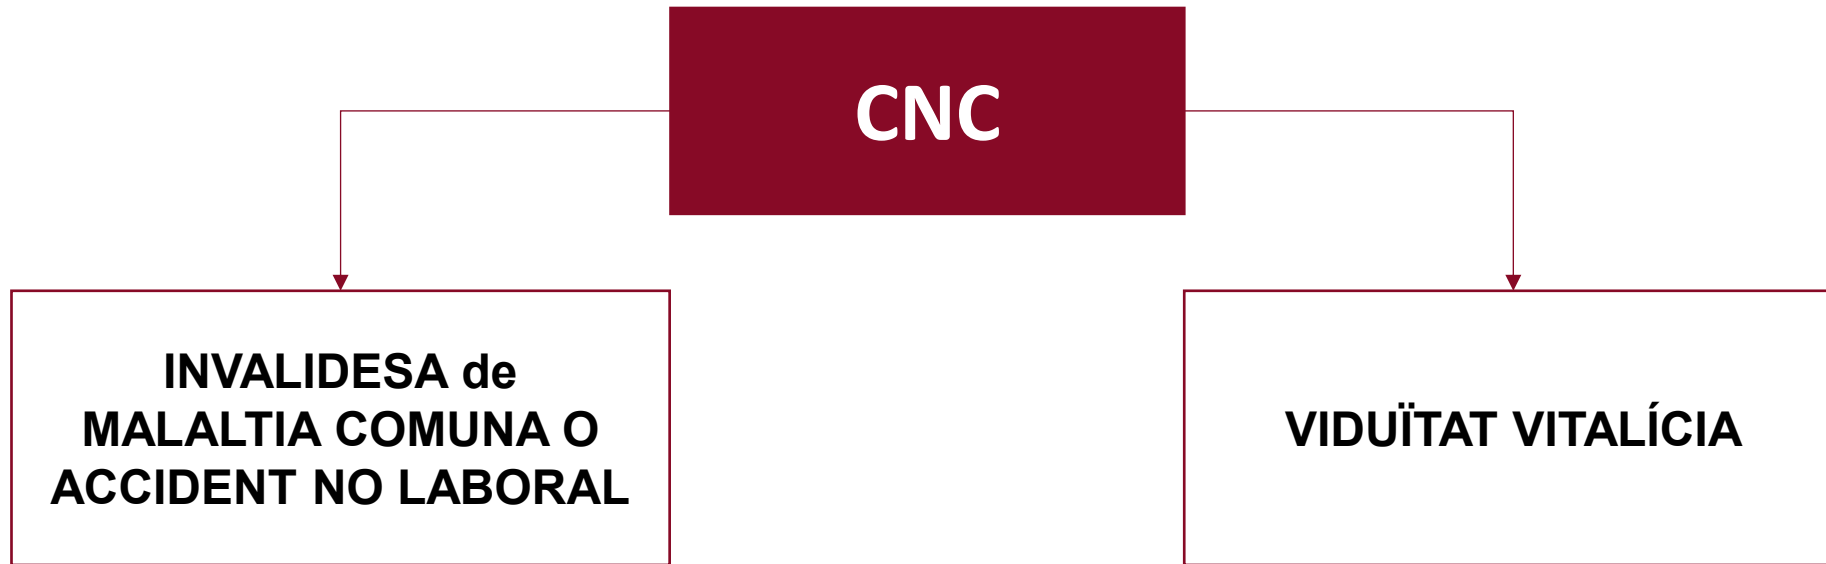 CNC
INVALIDESA de
MALALTIA COMUNA O
ACCIDENT NO LABORAL
VIDUÏTAT VITALÍCIA